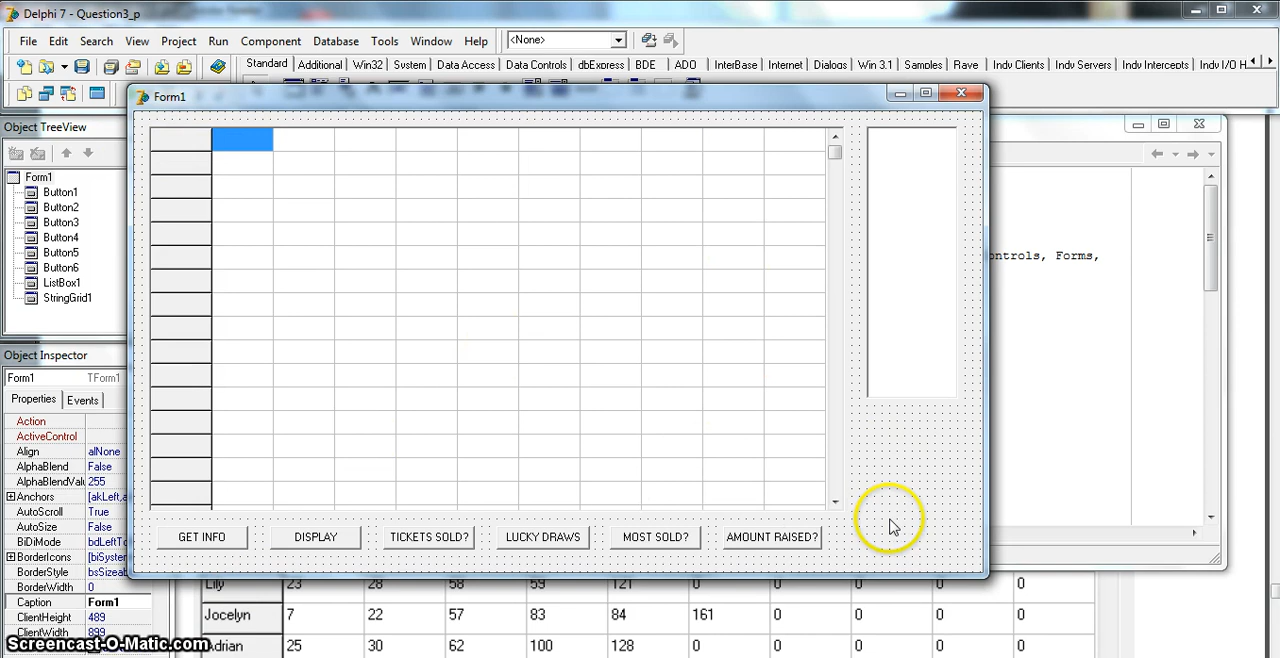 Delphi 7 - Question3_p
File Edit Search View Project Run Component Database Tools Window Help <None>
Standard Additional Win32 System Data Access Data Controls dbExpress BDE ADO InterBase Internet Dialogs Win 3.1 Samples Rave Indy Clients Indy Servers Indy Intercepts Indy I/O H
Form1
Object TreeView
Form1
Button1
Button2
Button3
Button4
Button5
Button6
ListBox1
StringGrid1
ontrols, Forms,
Object Inspector
Form1 TForm1
Properties Events
Action
ActiveControl
Align alNone
AlphaBlend False
AlphaBlendValu 255
Anchors [akLeft,a
AutoScroll True
AutoSize False
BiDiMode bdLeftTo
BorderIcons [biSystem
BorderStyle bsSizeab
BorderWidth 0
Caption Form1
ClientHeight 489
ClientWidth 899
GET INFO DISPLAY TICKETS SOLD? LUCKY DRAWS MOST SOLD? AMOUNT RAISED?
Lily 23 28 58 59 121 0 0 0 0 0
Jocelyn 7 22 57 83 84 161 0 0 0 0
Adrian 25 30 62 100 128 0 0 0 0 0
Screencast-O-Matic.com